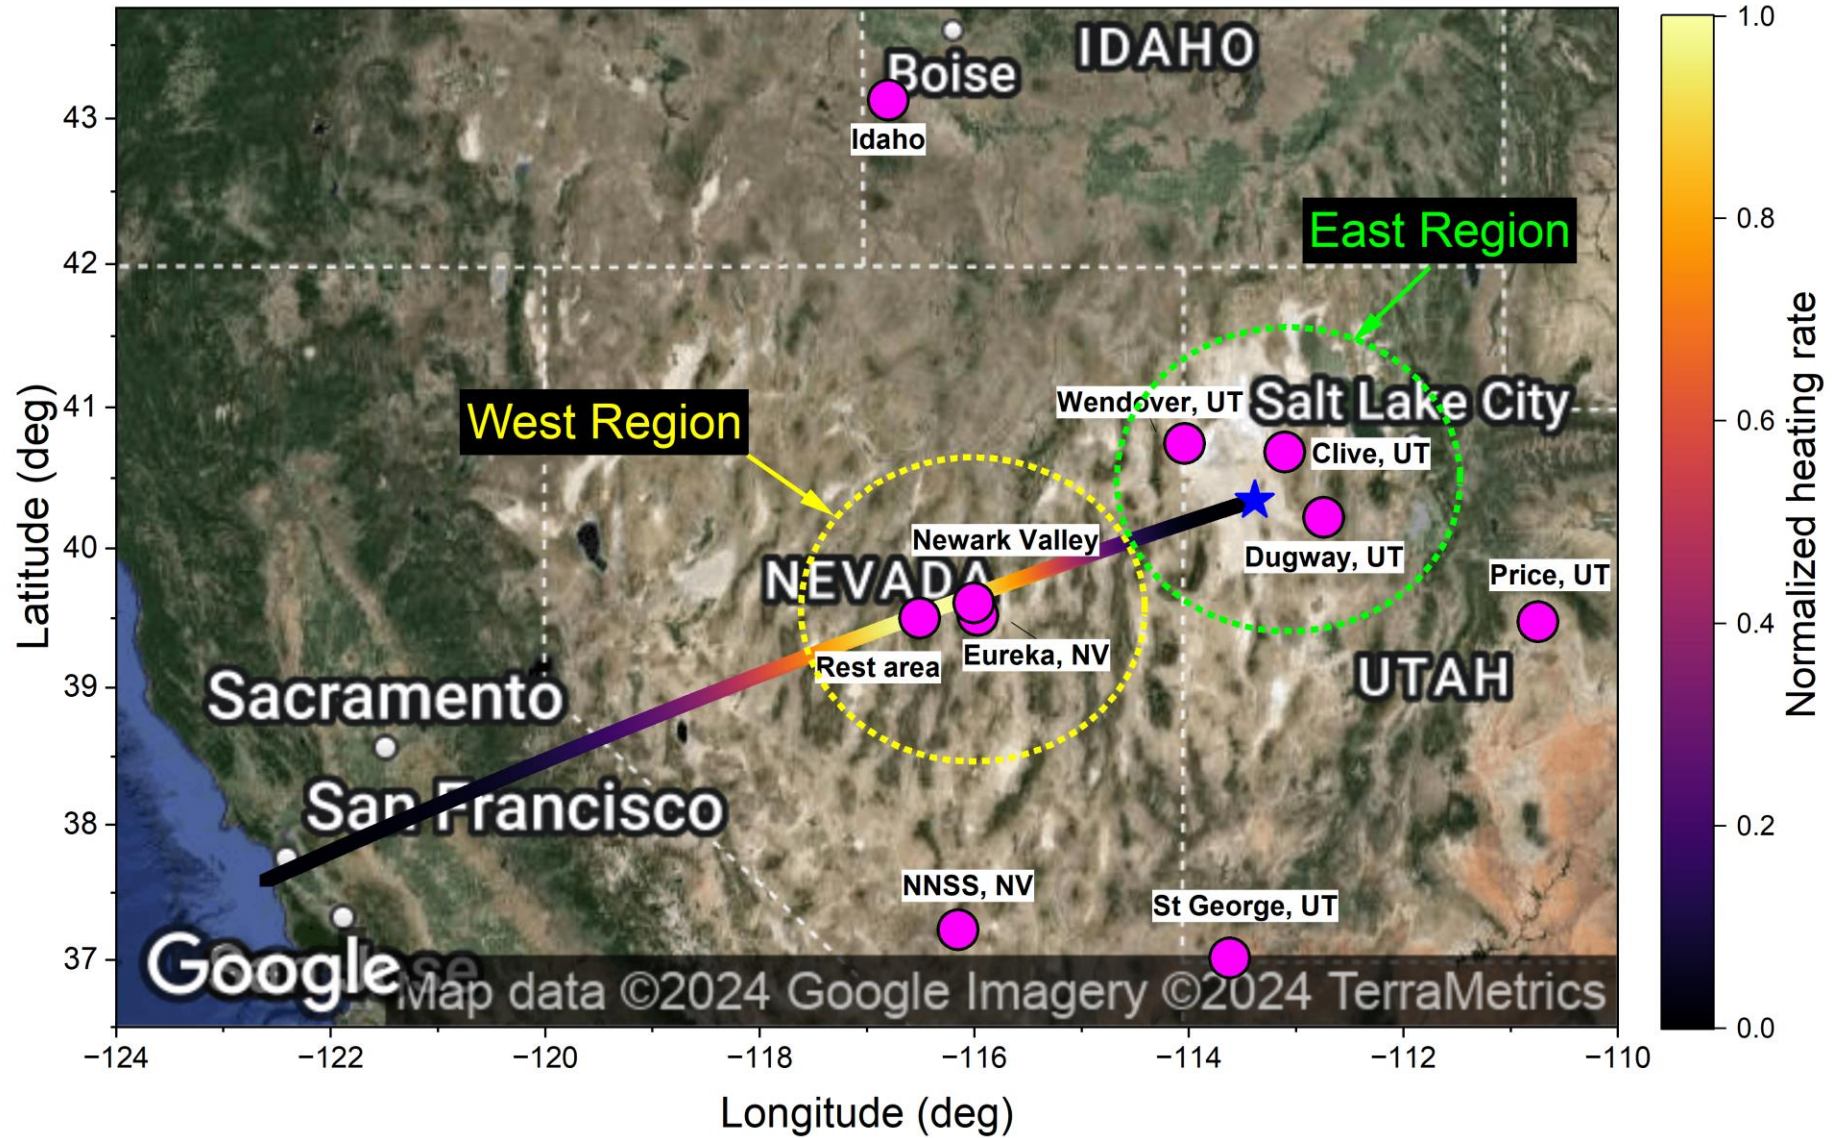 IDAHO
Boise
Idaho
East Region
Wendover, UT
Salt Lake City
Clive, UT
West Region
Newark Valley
Dugway, UT
NEVADA
Price, UT
Rest area
Eureka, NV
UTAH
Sacramento
San Francisco
NNSS, NV
St George, UT
Google
Map data ©2024 Google Imagery ©2024 TerraMetrics
43
42
41
40
39
38
37
Latitude (deg)
−124
−122
−120
−118
−116
−114
−112
−110
Longitude (deg)
1.0
0.8
0.6
0.4
0.2
0.0
Normalized heating rate